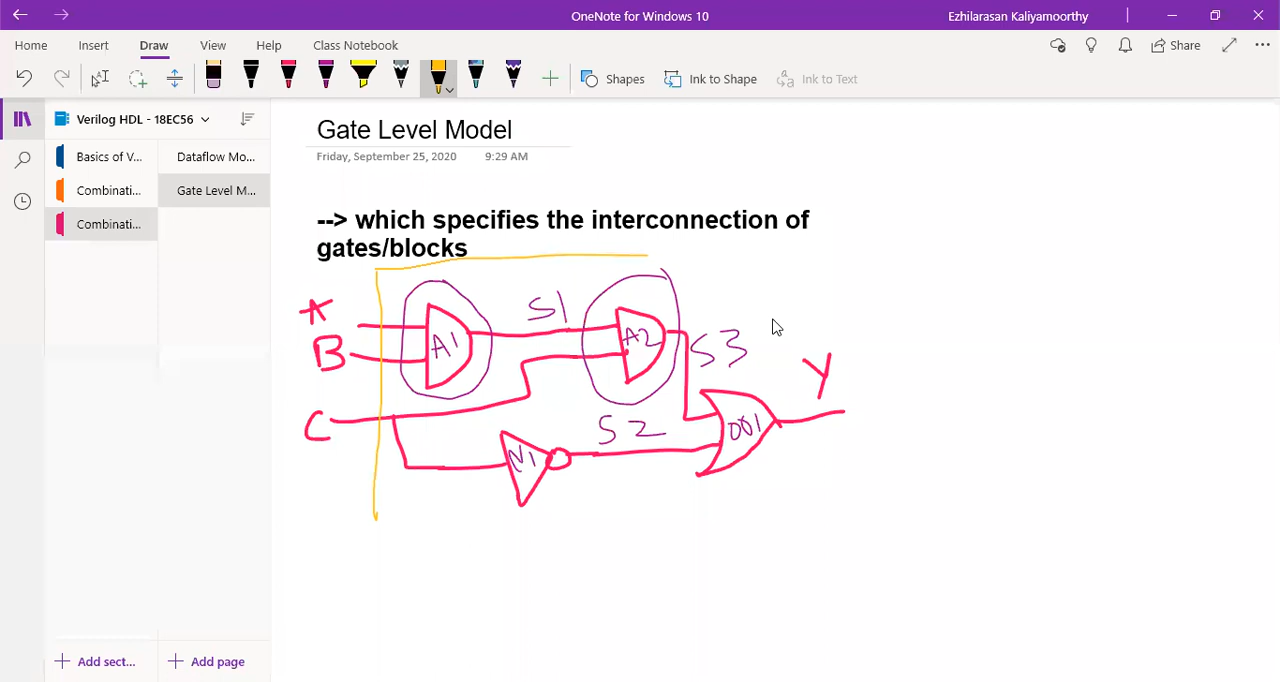 OneNote for Windows 10
Ezhilarasan Kaliyamoorthy
Home Insert Draw View Help Class Notebook
Share
Shapes Ink to Shape Ink to Text
Verilog HDL - 18EC56
Basics of V...
Combinati...
Combinati...
Dataflow Mo...
Gate Level M...
Gate Level Model
Friday, September 25, 2020 9:29 AM
--> which specifies the interconnection of
gates/blocks
A
B
C
A1
S1
A2
S3
N1
S2
001
Y
Add sect... Add page